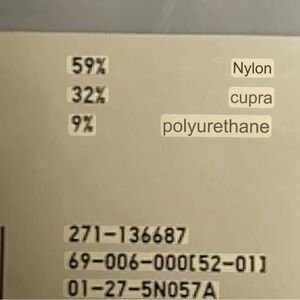 59% Nylon
32% cupra
9% polyurethane
271-136687
69-006-000[52-01]
01-27-5N057A